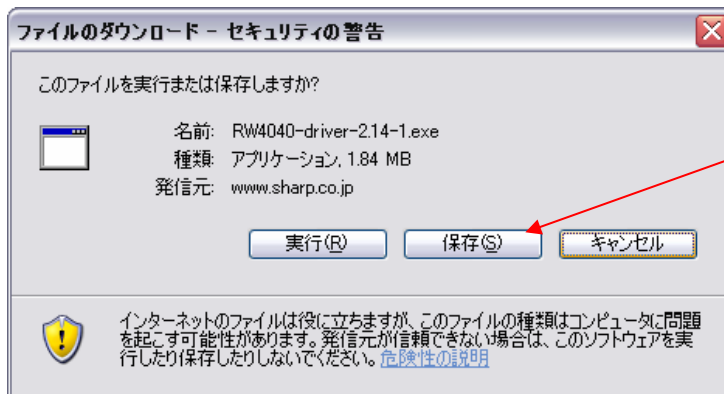 ファイルのダウンロード - セキュリティの警告
このファイルを実行または保存しますか?
名前: RW4040-driver-2.14-1.exe
種類: アプリケーション, 1.84 MB
発信元: www.sharp.co.jp
実行(R) 保存(S) キャンセル
インターネットのファイルは役に立ちますが、このファイルの種類はコンピュータに問題
を起こす可能性があります。発信元が信頼できない場合は、このソフトウェアを実
行したり保存したりしないでください。危険性の説明